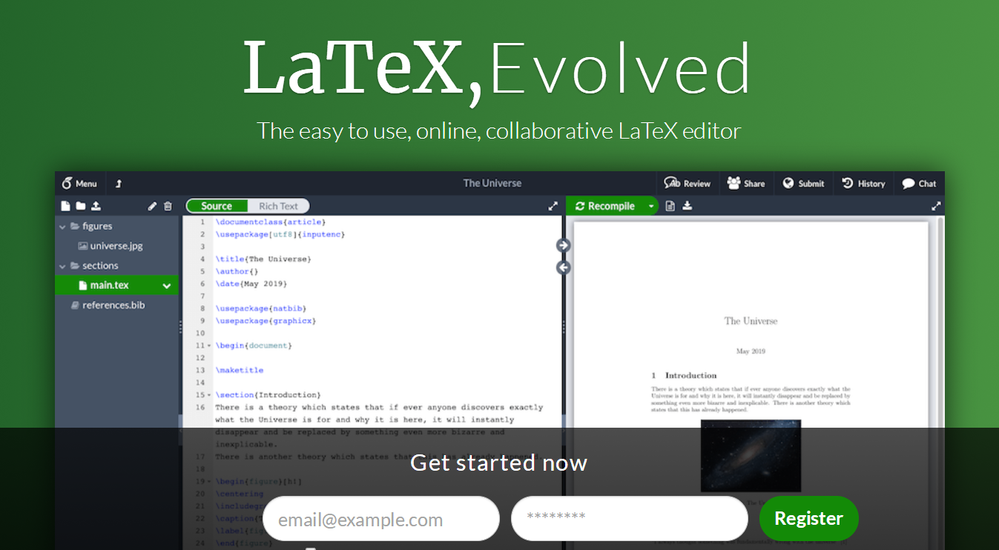 LaTeX, Evolved
The easy to use, online, collaborative LaTeX editor
Menu
The Universe
Review
Share
Submit
History
Chat
Source
Rich Text
Recompile
figures
universe.jpg
sections
main.tex
references.bib
1 \documentclass{article}
2 \usepackage[utf8]{inputenc}
3
4 \title{The Universe}
5 \author{}
6 \date{May 2019}
7
8 \usepackage{natbib}
9 \usepackage{graphicx}
10
11 \begin{document}
12
13 \maketitle
14
15 \section{Introduction}
16 There is a theory which states that if ever anyone discovers exactly
what the Universe is for and why it is here, it will instantly
disappear and be replaced by something even more bizarre and
inexplicable.
17 There is another theory which states that this has already happened.
18
19 \begin{figure}[h!]
20 \centering
21
22
23
24 \end{figure}
The Universe
May 2019
1 Introduction
There is a theory which states that if ever anyone discovers exactly what the
Universe is for and why it is here, it will instantly disappear and be replaced by
something even more bizarre and inexplicable. There is another theory which
states that this has already happened.
Get started now
email@example.com
********
Register